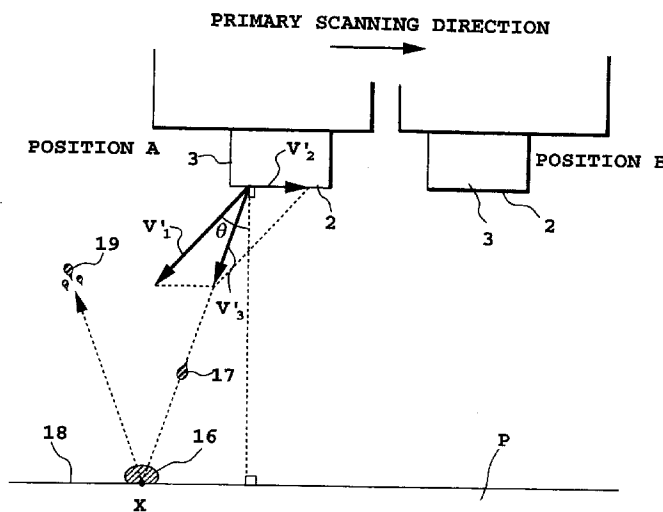 PRIMARY SCANNING DIRECTION
POSITION A
3
V'2
2
POSITION B
3
2
V'1
θ
V'3
19
17
18
16
P
X